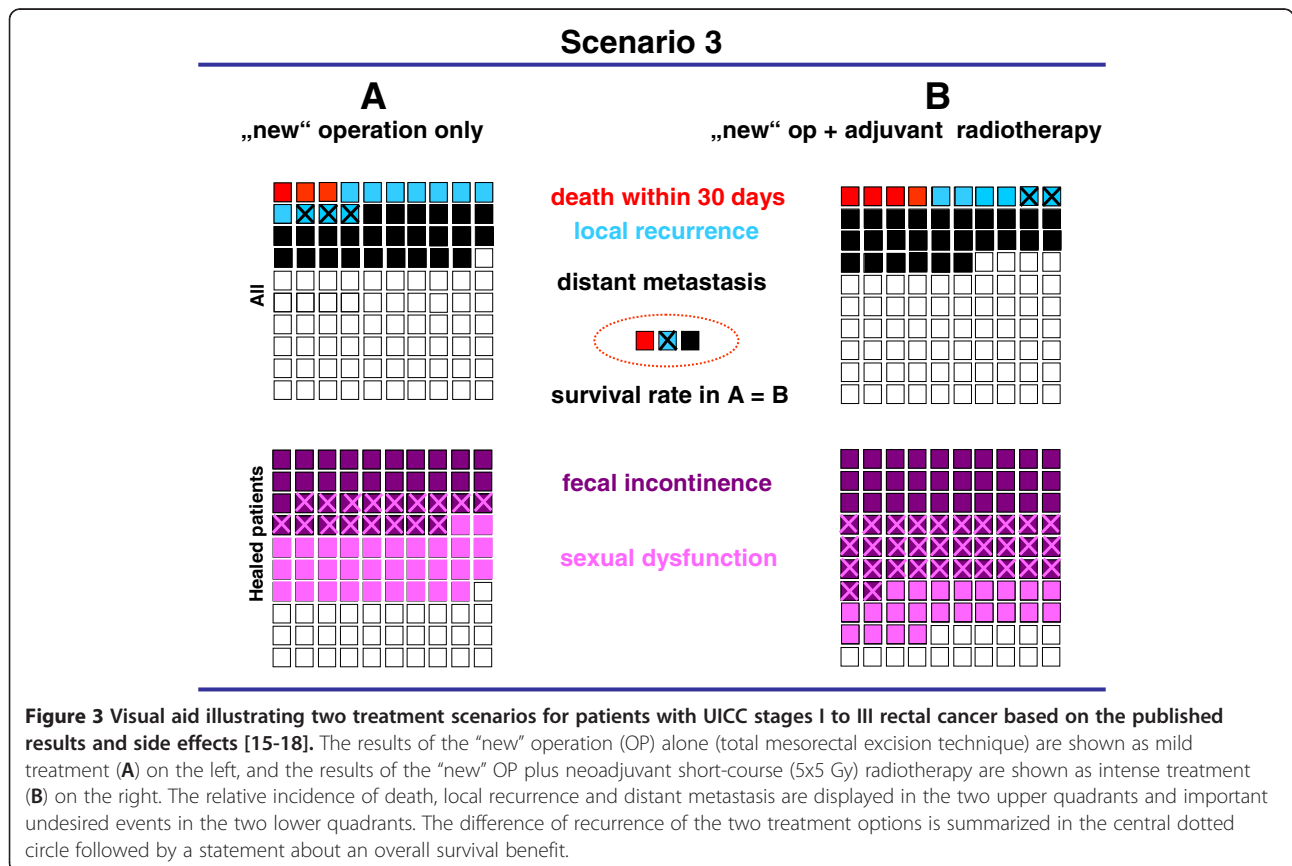 Scenario 3
A
„new“ operation only
B
„new“ op + adjuvant radiotherapy
All
death within 30 days
local recurrence
distant metastasis
survival rate in A = B
Healed patients
fecal incontinence
sexual dysfunction
Figure 3 Visual aid illustrating two treatment scenarios for patients with UICC stages I to III rectal cancer based on the published
results and side effects [15-18]. The results of the “new” operation (OP) alone (total mesorectal excision technique) are shown as mild
treatment (A) on the left, and the results of the “new” OP plus neoadjuvant short-course (5x5 Gy) radiotherapy are shown as intense treatment
(B) on the right. The relative incidence of death, local recurrence and distant metastasis are displayed in the two upper quadrants and important
undesired events in the two lower quadrants. The difference of recurrence of the two treatment options is summarized in the central dotted
circle followed by a statement about an overall survival benefit.